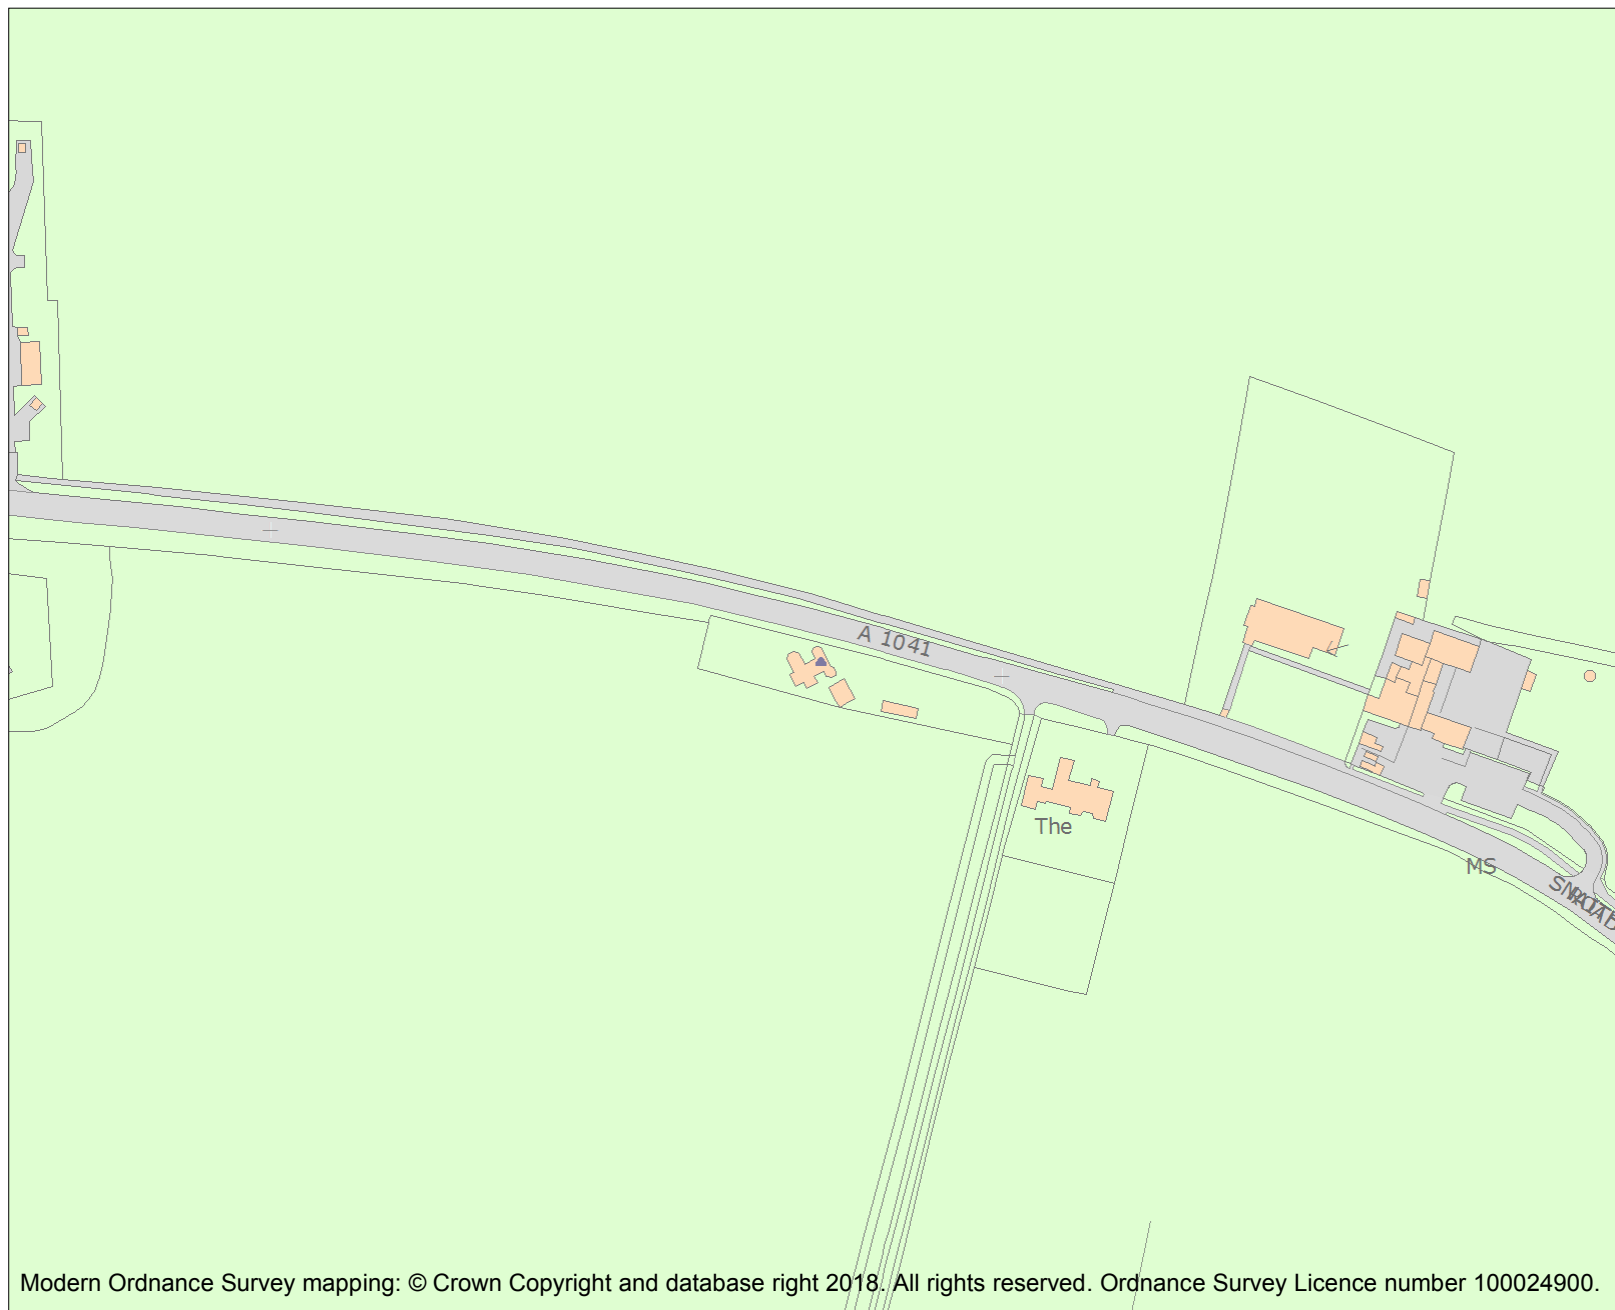 A 1041
The
MS
Modern Ordnance Survey mapping: © Crown Copyright and database right 2018. All rights reserved. Ordnance Survey Licence number 100024900.